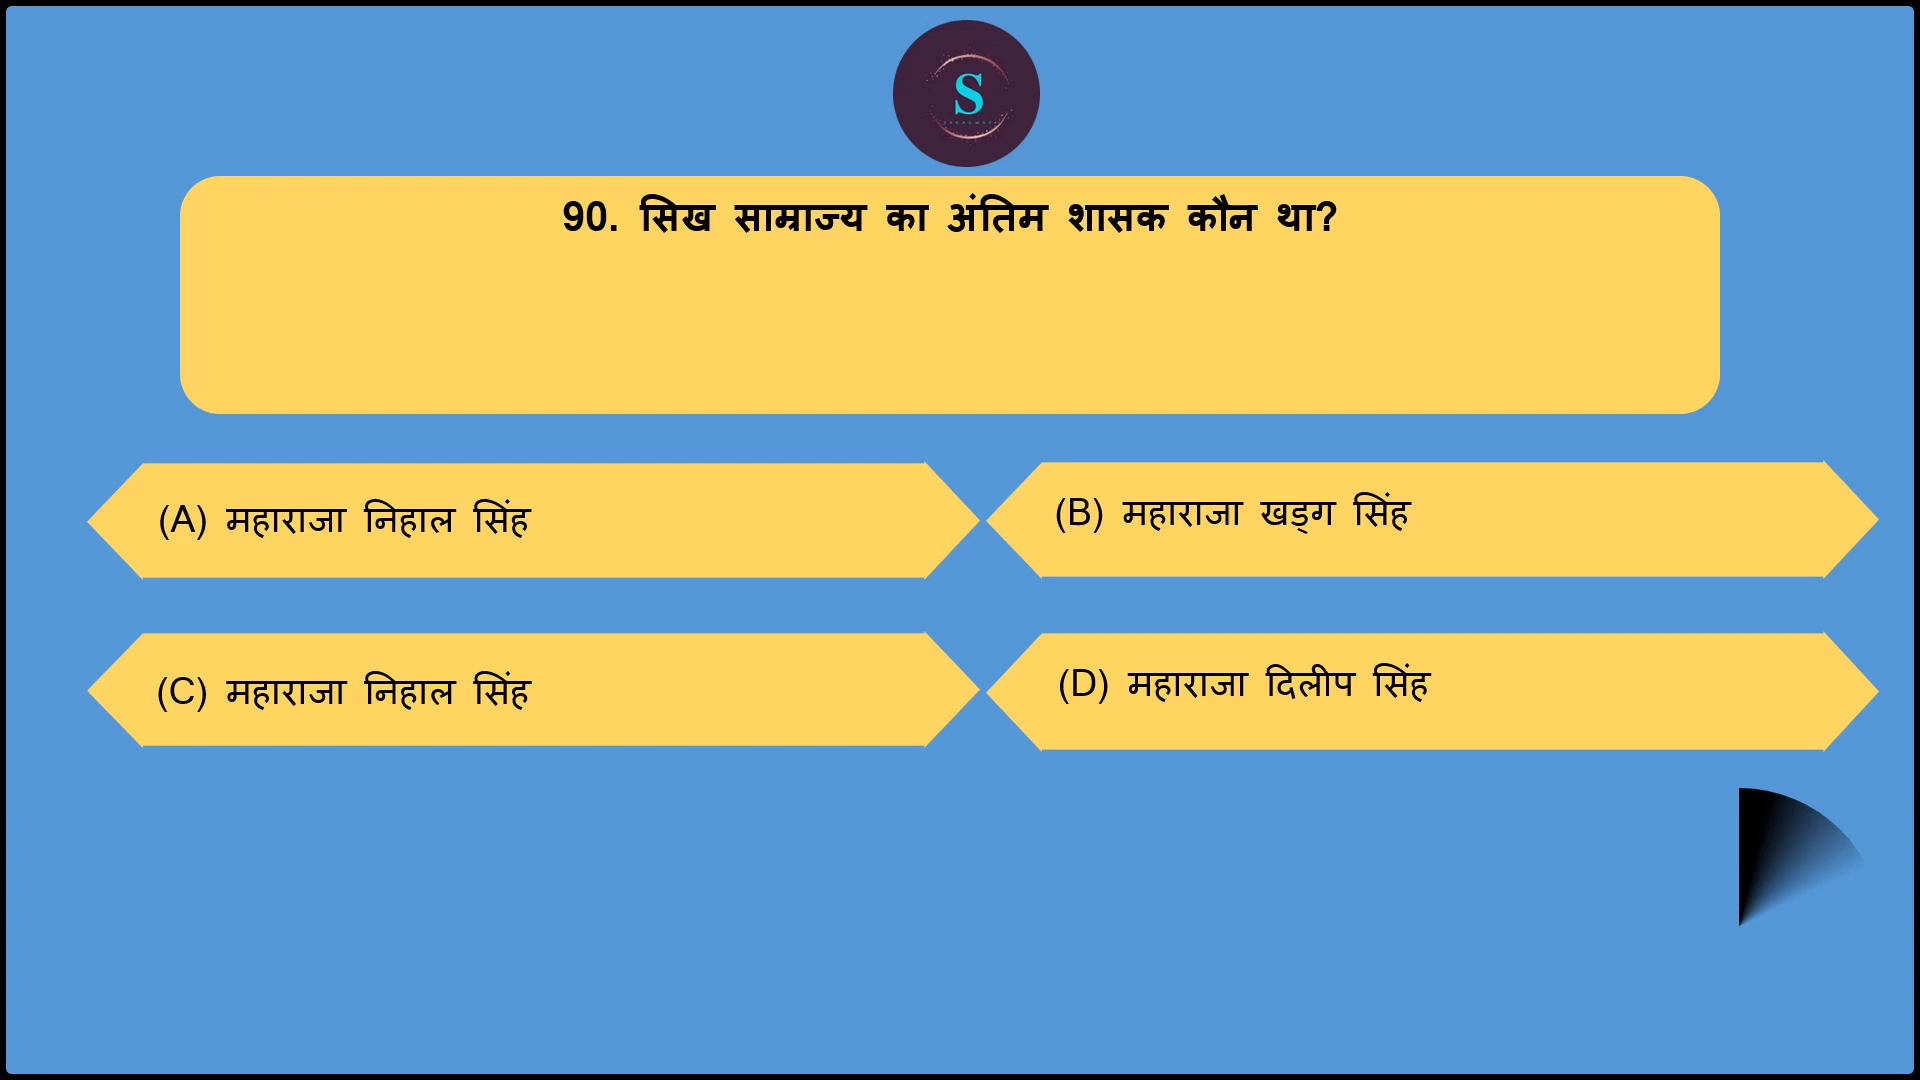 S
90. सिख साम्राज्य का अंतिम शासक कौन था?
(A) महाराजा निहाल सिंह
(B) महाराजा खड्ग सिंह
(C) महाराजा निहाल सिंह
(D) महाराजा दिलीप सिंह